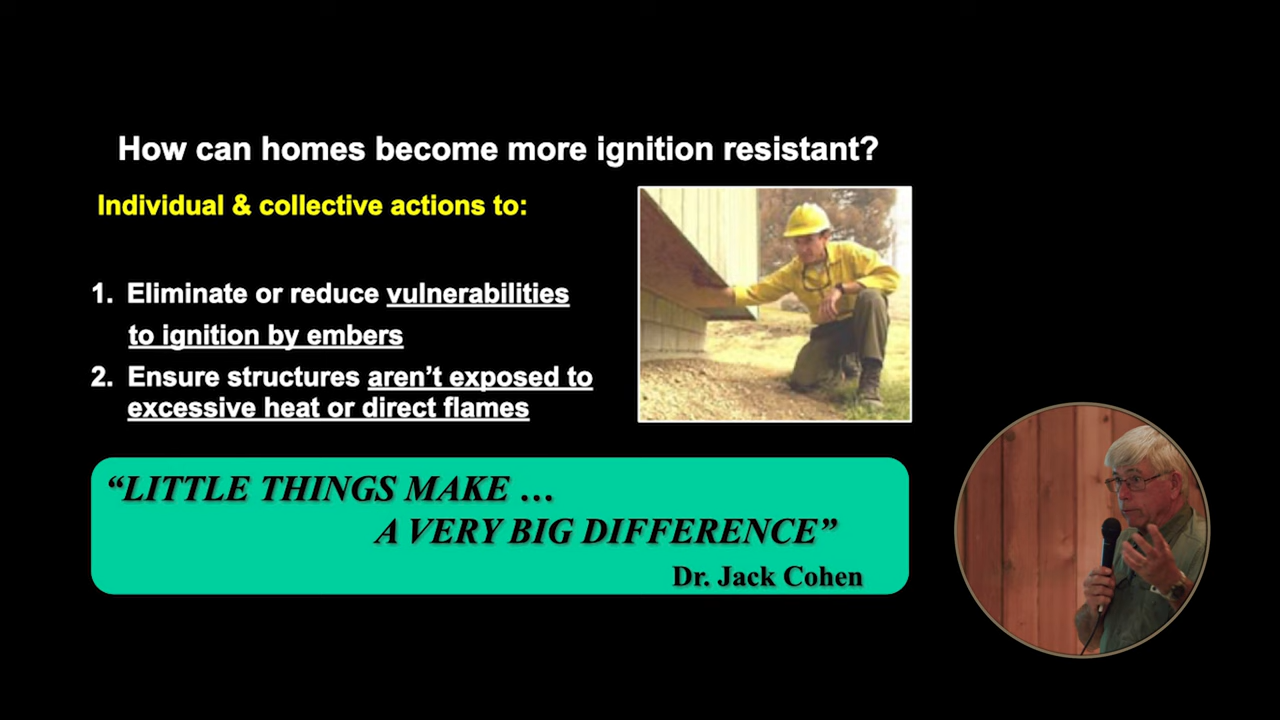 How can homes become more ignition resistant?
Individual & collective actions to:
1. Eliminate or reduce vulnerabilities
to ignition by embers
2. Ensure structures aren’t exposed to
excessive heat or direct flames
“LITTLE THINGS MAKE …
A VERY BIG DIFFERENCE”
Dr. Jack Cohen